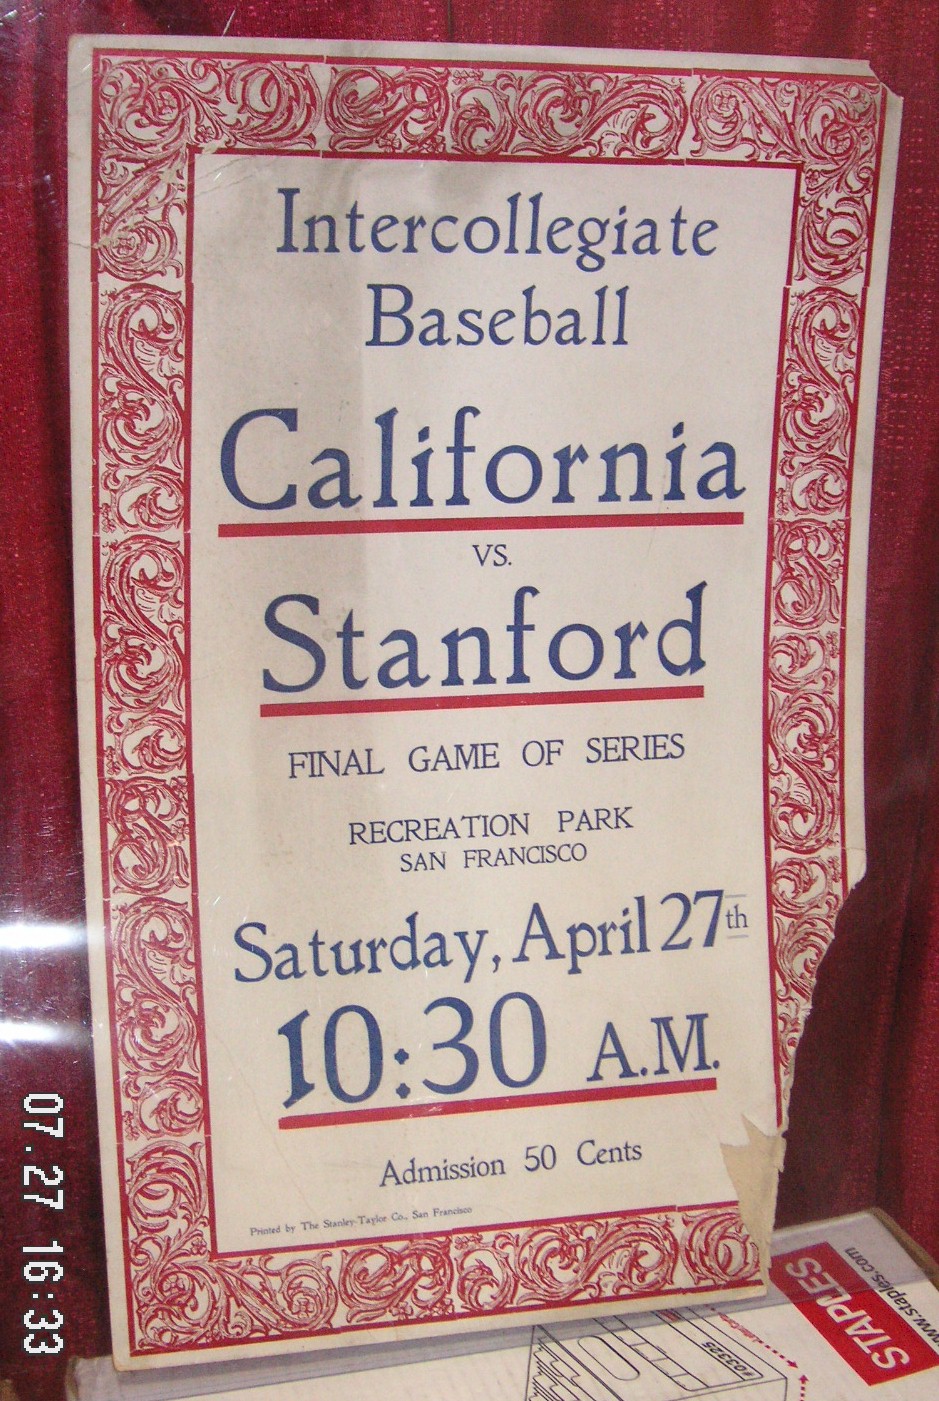 Intercollegiate
Baseball
California
VS.
Stanford
FINAL GAME OF SERIES
RECREATION PARK
SAN FRANCISCO
Saturday, April 27th
10:30 A.M.
Admission 50 Cents
Printed by The Stanley-Taylor Co., San Francisco
07.27 16:33
STAPLES
www.staples.com
#03325